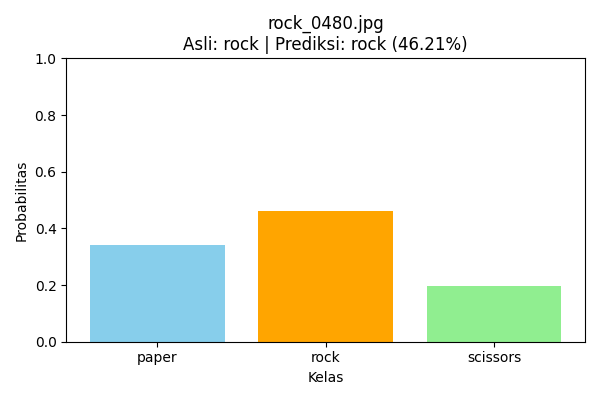 rock_0480.jpg
Asli: rock | Prediksi: rock (46.21%)
1.0
0.8
0.6
0.4
0.2
0.0
Probabilitas
paper rock scissors
Kelas